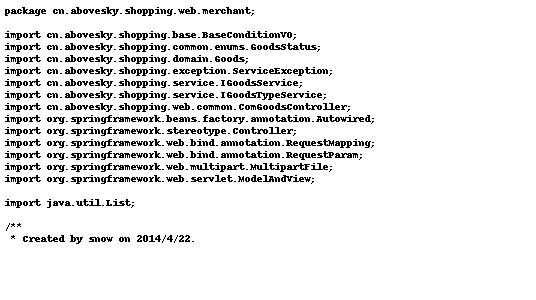 package cn.abovesky.shopping.web.merchant;

import cn.abovesky.shopping.base.BaseConditionVO;
import cn.abovesky.shopping.common.enums.GoodsStatus;
import cn.abovesky.shopping.domain.Goods;
import cn.abovesky.shopping.exception.ServiceException;
import cn.abovesky.shopping.service.IGoodsService;
import cn.abovesky.shopping.service.IGoodsTypeService;
import cn.abovesky.shopping.web.common.ComGoodsController;
import org.springframework.beans.factory.annotation.Autowired;
import org.springframework.stereotype.Controller;
import org.springframework.web.bind.annotation.RequestMapping;
import org.springframework.web.bind.annotation.RequestParam;
import org.springframework.web.multipart.MultipartFile;
import org.springframework.web.servlet.ModelAndView;

import java.util.List;

/**
 * Created by snow on 2014/4/22.